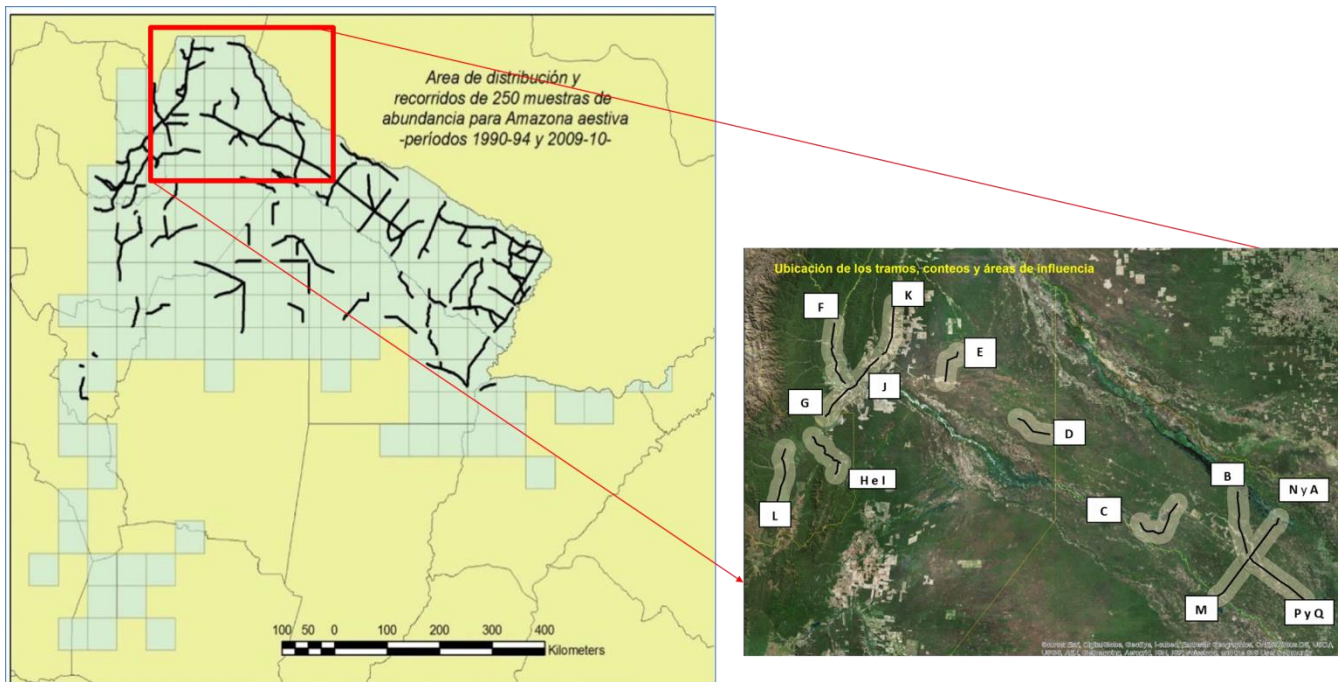 Area de distribución y
recorridos de 250 muestras de
abundancia para Amazona aestiva
-períodos 1990-94 y 2009-10-
100 50 0 100 200 300 400
Kilometers
Ubicación de los tramos, conteos y áreas de influencia
K
F
E
J
G
D
H e I
B
N y A
L
C
M
P y Q